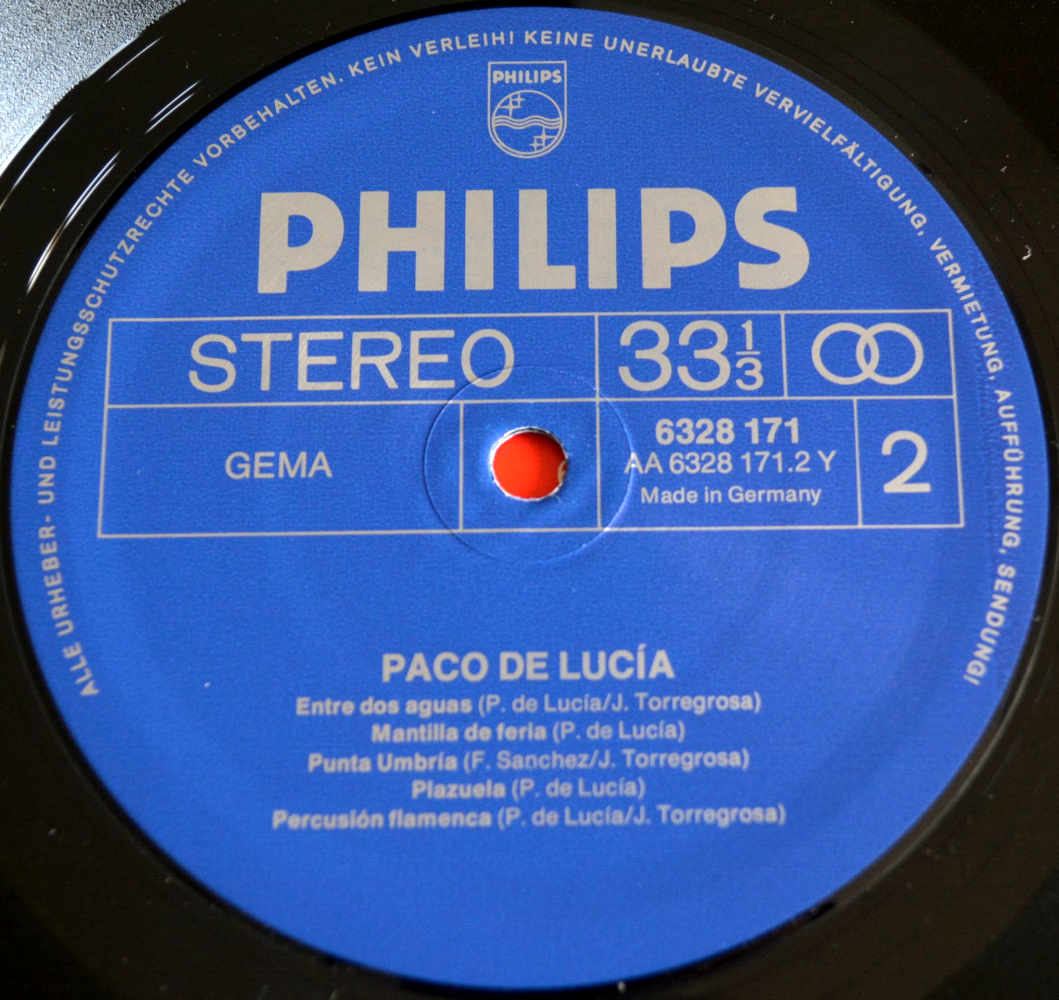 ALLE URHEBER- UND LEISTUNGSSCHUTZRECHTE VORBEHALTEN. KEIN VERLEIH! KEINE UNERLAUBTE VERVIELFÄLTIGUNG, VERMIETUNG, AUFFÜHRUNG, SENDUNG!
PHILIPS
PHILIPS
STEREO 33 1/3
GEMA
6328 171
AA 6328 171.2 Y
Made in Germany
2
PACO DE LUCÍA
Entre dos aguas (P. de Lucía/J. Torregrosa)
Mantilla de feria (P. de Lucía)
Punta Umbría (F. Sanchez/J. Torregrosa)
Plazuela (P. de Lucía)
Percusión flamenca (P. de Lucía/J. Torregrosa)